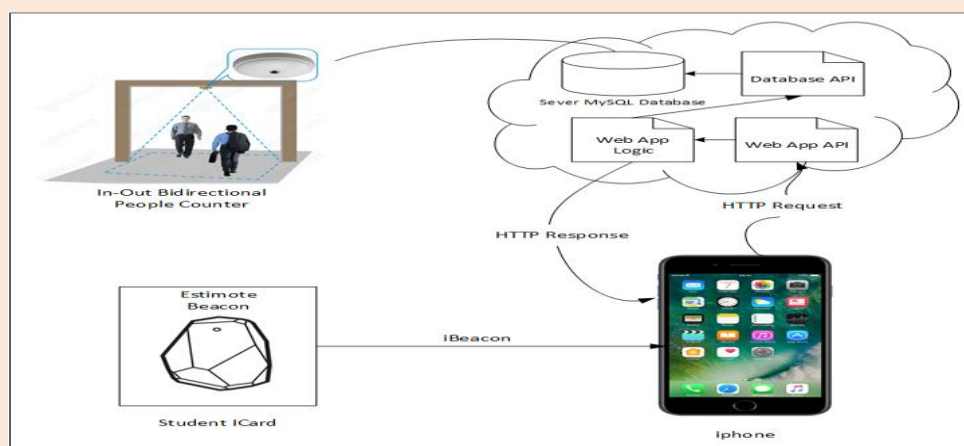 Database API
Sever MySQL Database
Web App
Logic
Web App API
In-Out Bidirectional
People Counter
HTTP Request
HTTP Response
Estimote
Beacon
iBeacon
Student ICard
iphone